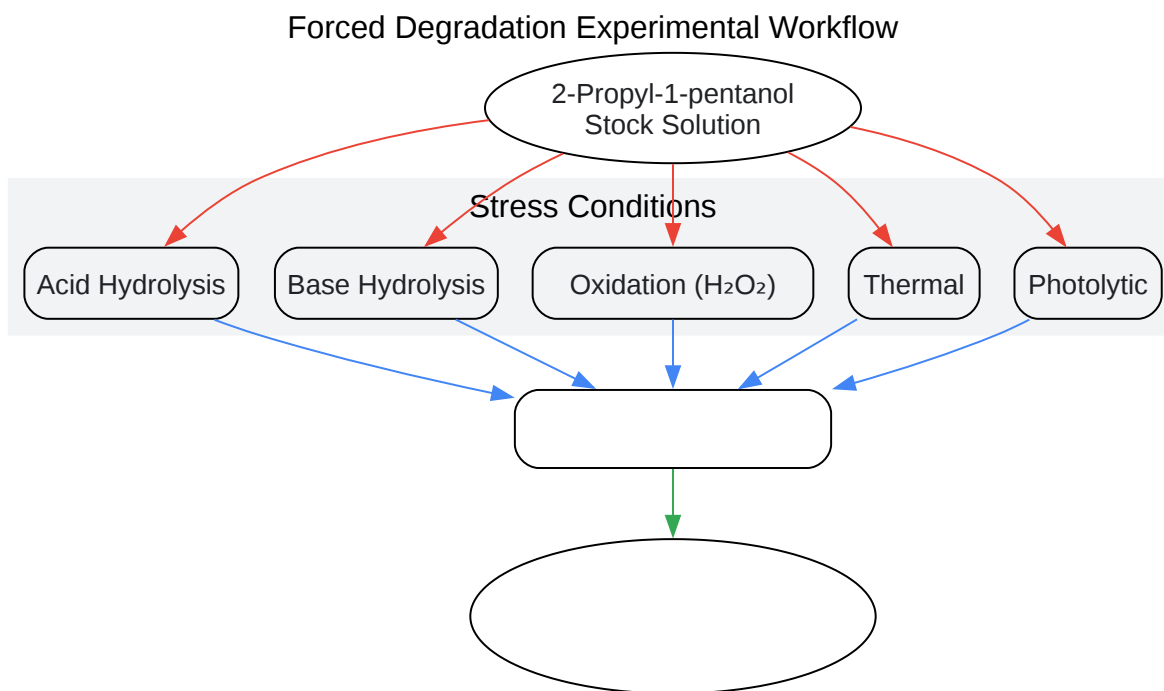 Forced Degradation Experimental Workflow
2-Propyl-1-pentanol
Stock Solution
Stress Conditions
Acid Hydrolysis
Base Hydrolysis
Oxidation (H₂O₂)
Thermal
Photolytic